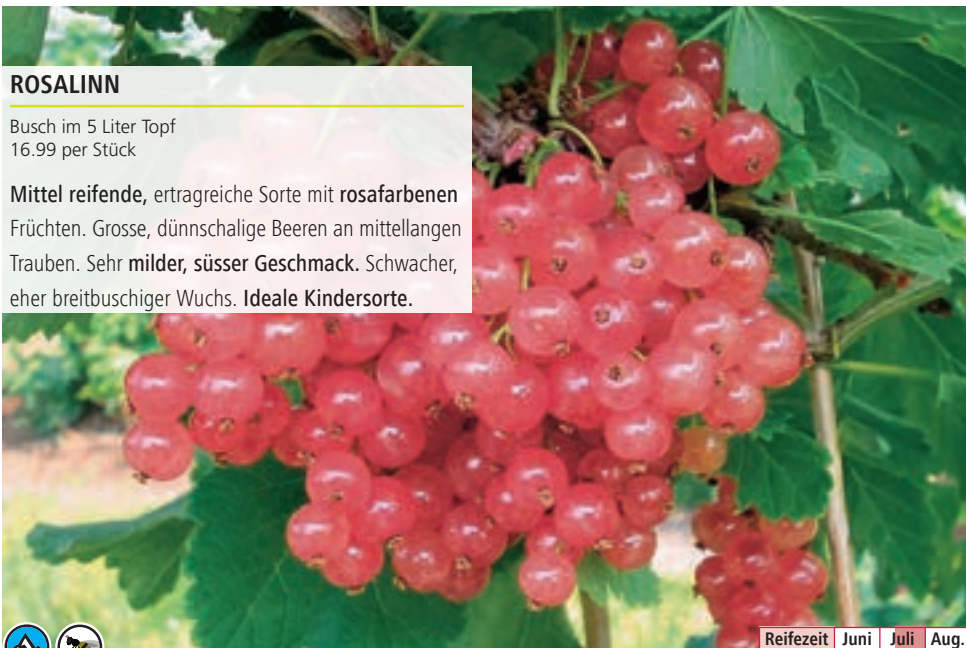 ROSALINN
Busch im 5 Liter Topf
16.99 per Stück
Mittel reifende, ertragreiche Sorte mit rosafarbenen
Früchten. Grosse, dünnschalige Beeren an mittellangen
Trauben. Sehr milder, süsser Geschmack. Schwacher,
eher breitbuschiger Wuchs. Ideale Kindersorte.
Reifezeit Juni Juli Aug.